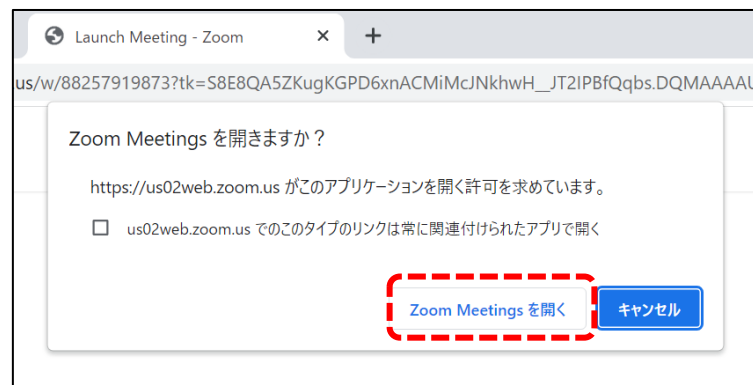 Launch Meeting - Zoom
us/w/88257919873?tk=S8E8QA5ZKugKGPD6xnACMiMcJNkhwH__JT2IPBfQqbs.DQMAAAAU
Zoom Meetings を開きますか？
https://us02web.zoom.us がこのアプリケーションを開く許可を求めています。
us02web.zoom.us でのこのタイプのリンクは常に関連付けられたアプリで開く
Zoom Meetings を開く キャンセル